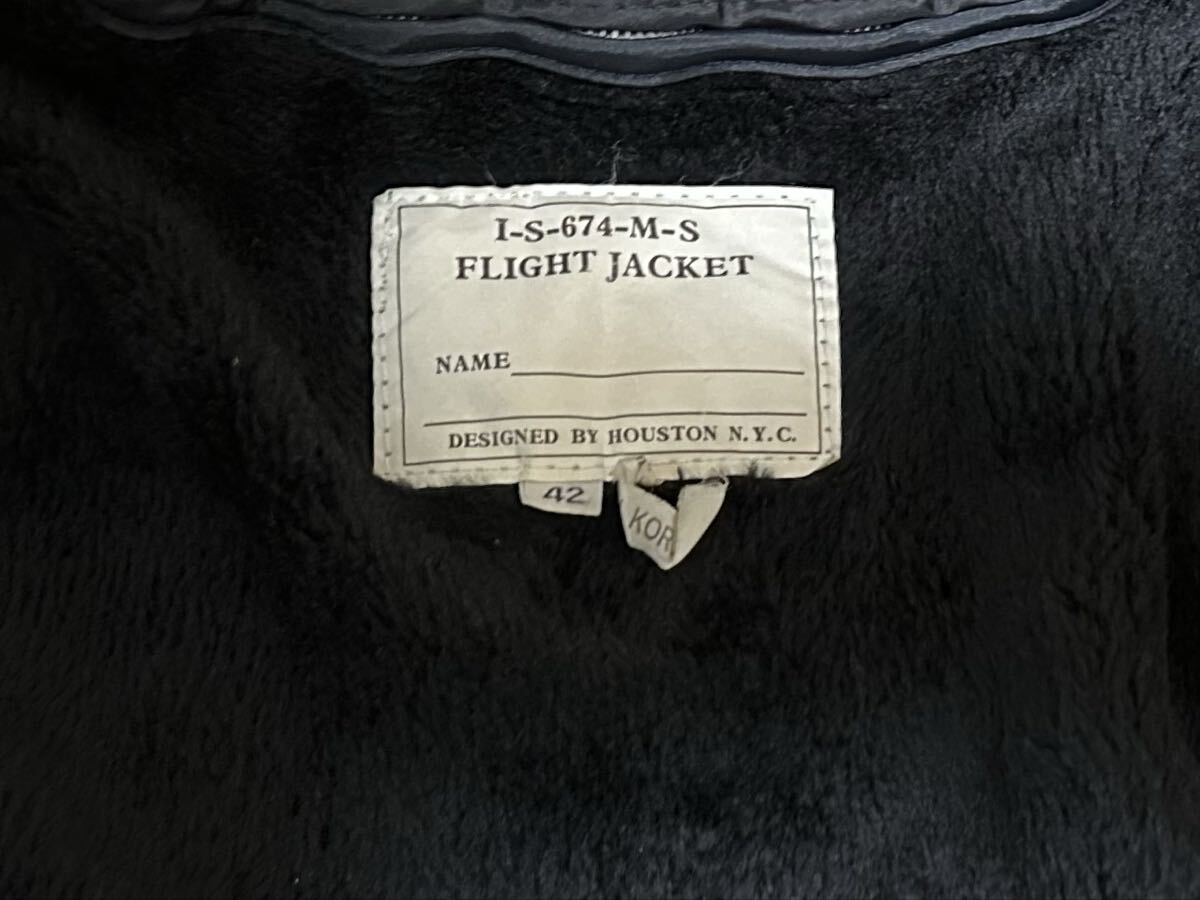 I-S-674-M-S
FLIGHT JACKET
NAME
DESIGNED BY HOUSTON N.Y.C.
42
KOR